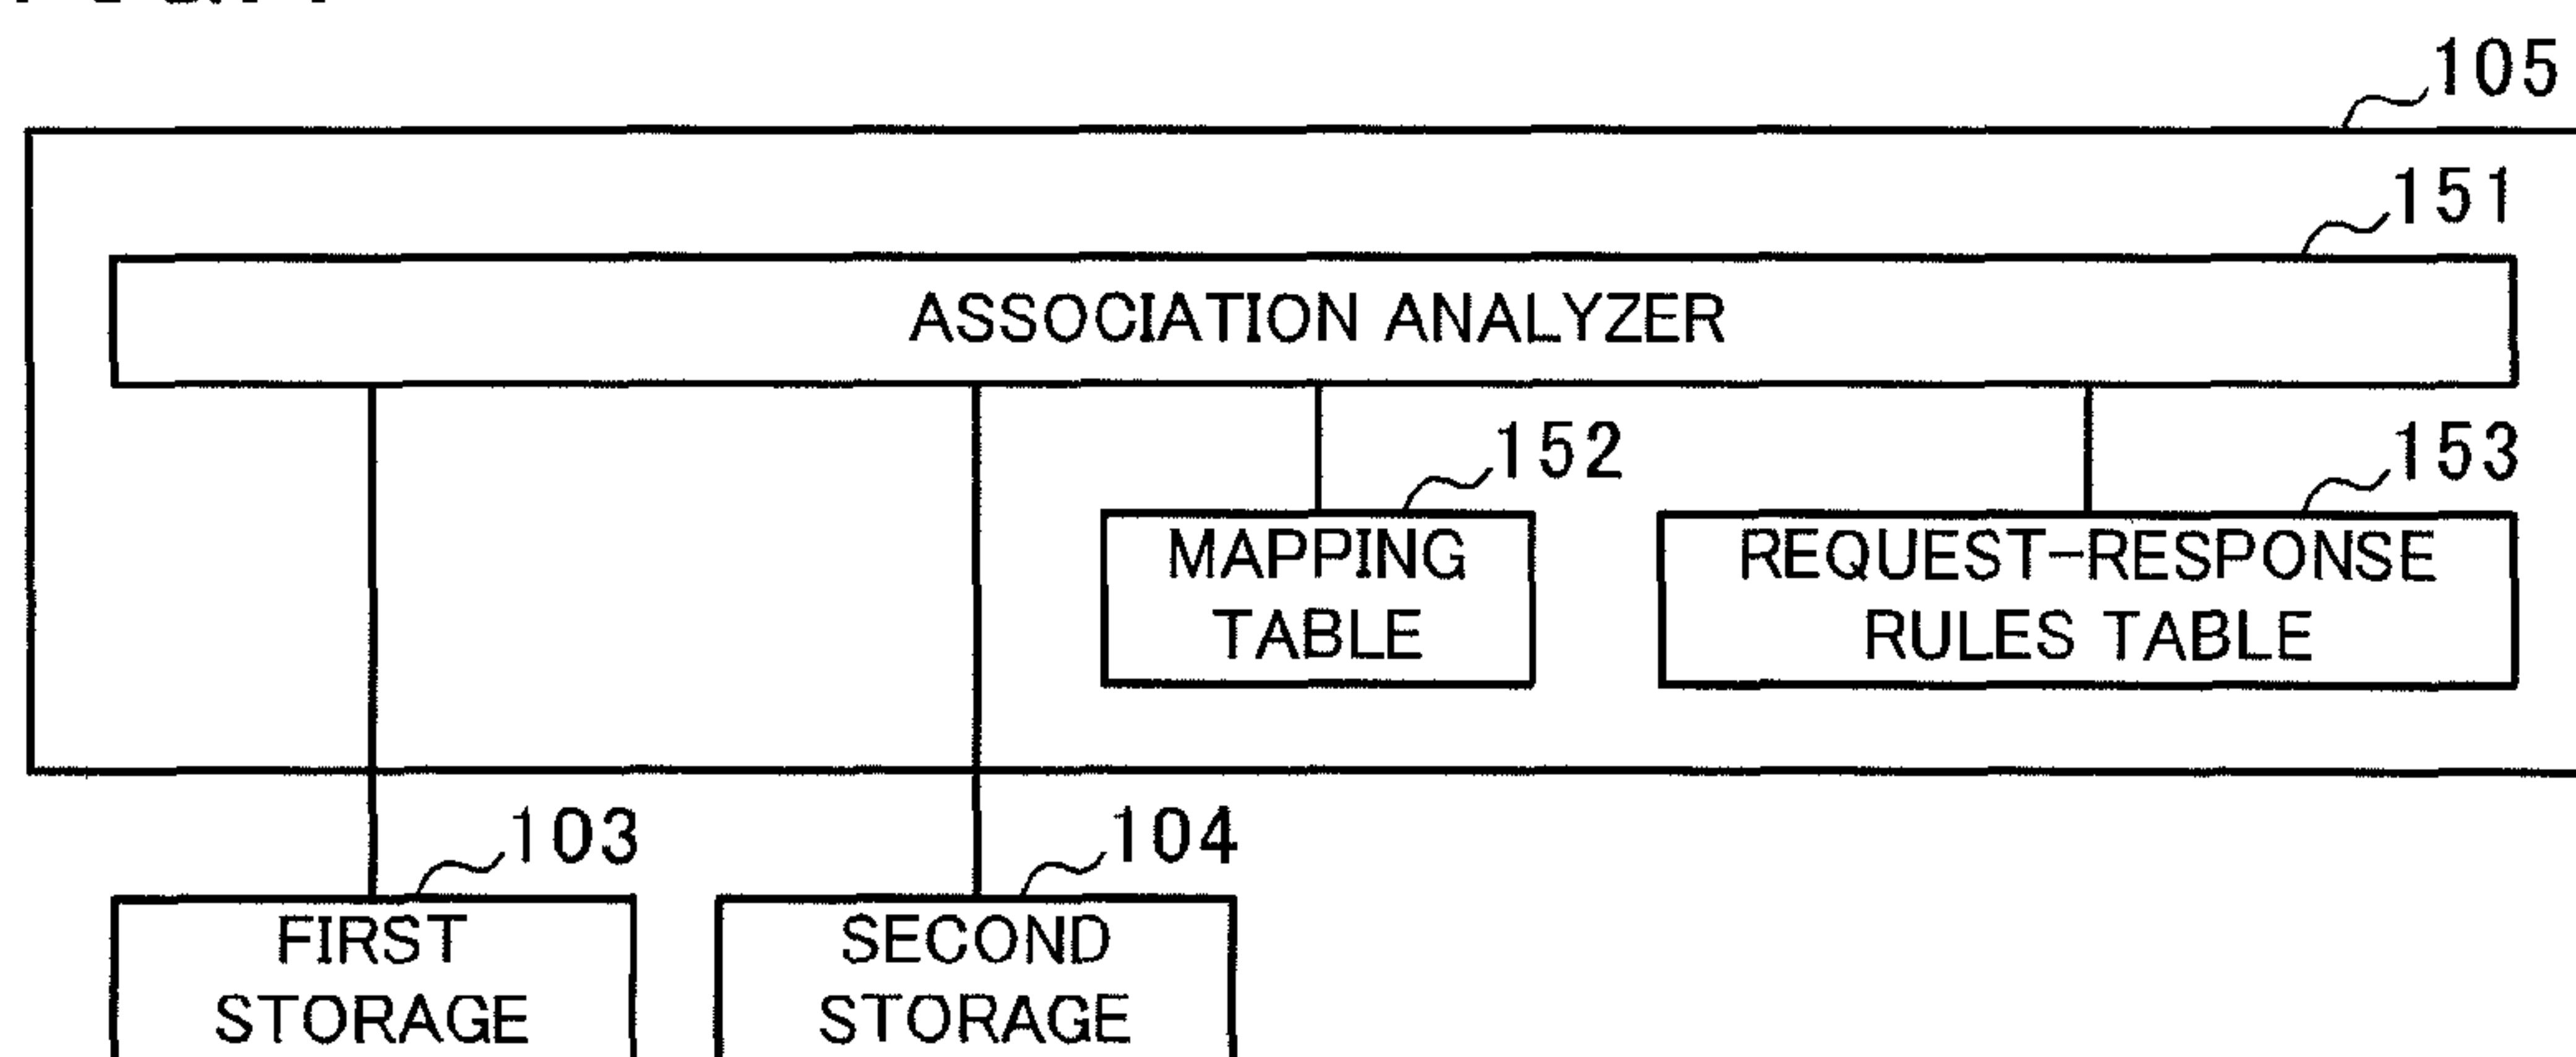 105
151
ASSOCIATION ANALYZER
152
153
MAPPING
TABLE
REQUEST-RESPONSE
RULES TABLE
103
104
FIRST
STORAGE
SECOND
STORAGE